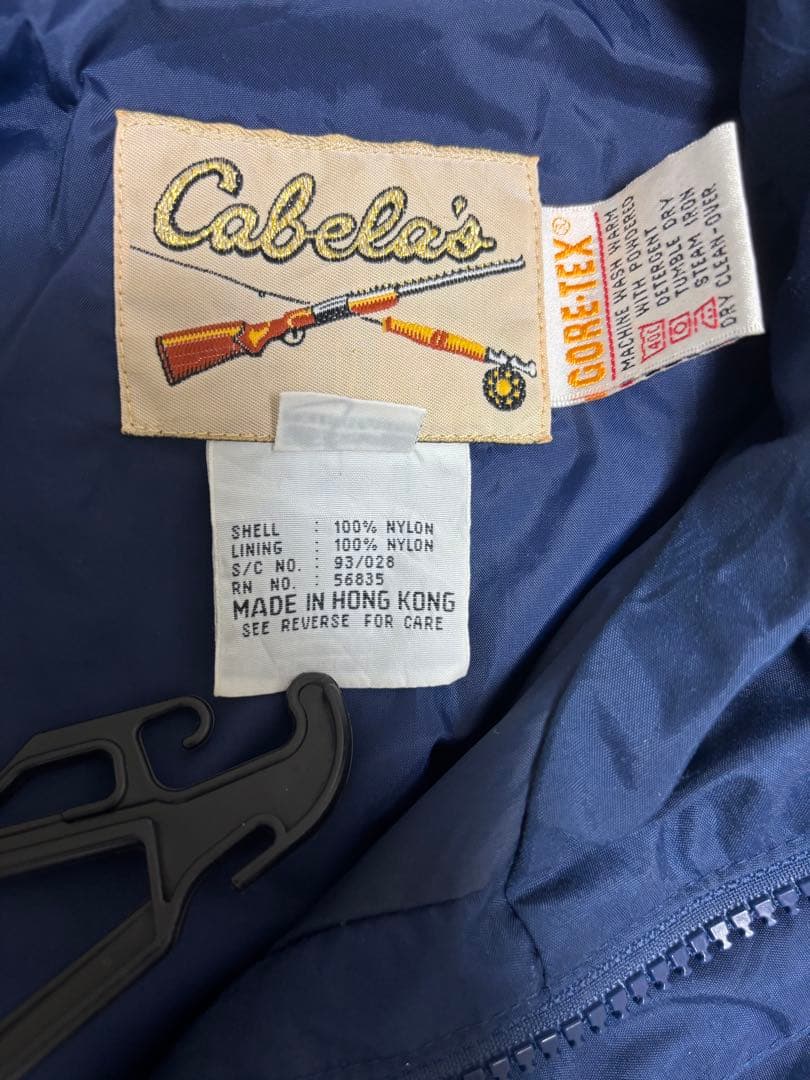 Cabela's
GORE-TEX®
MACHINE WASH WARM
WITH POWDERED
DETERGENT
TUMBLE DRY
STEAM IRON
DRY CLEAN-OVER
40C
SHELL : 100% NYLON
LINING : 100% NYLON
S/C NO. : 93/028
RN NO. : 56835
MADE IN HONG KONG
SEE REVERSE FOR CARE